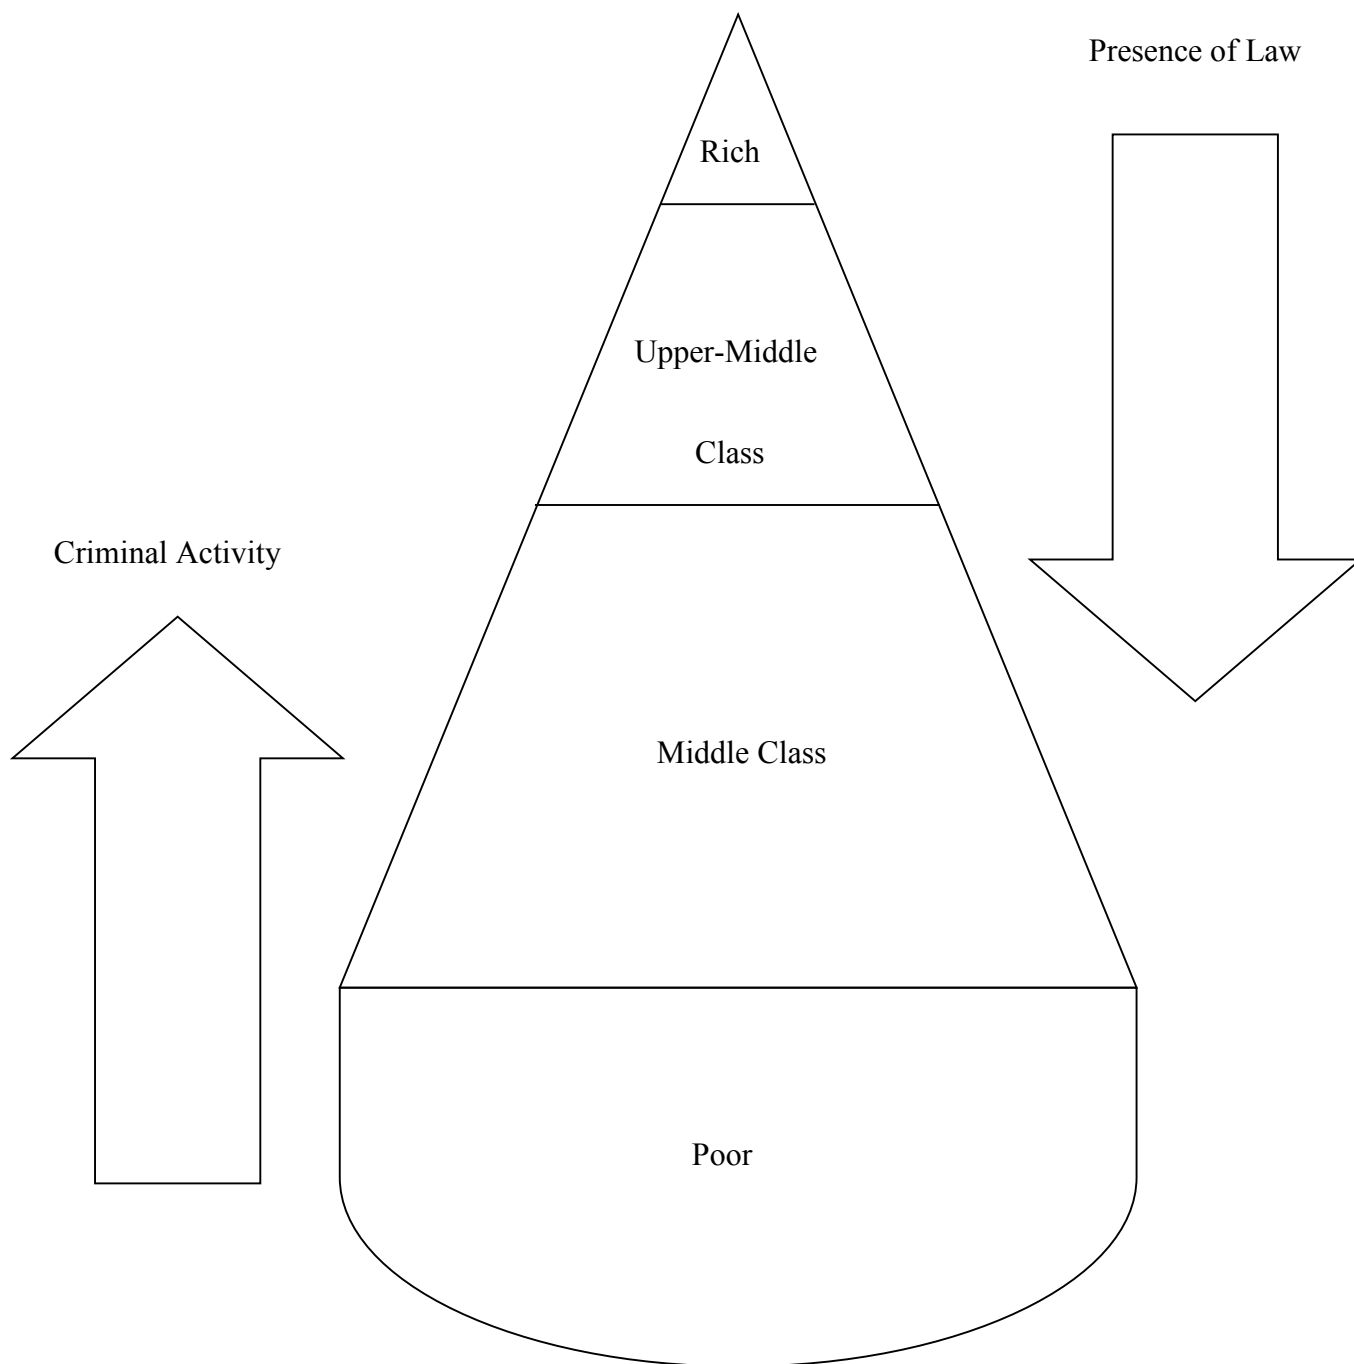 Presence of Law
Rich
Upper-Middle
Class
Criminal Activity
Middle Class
Poor